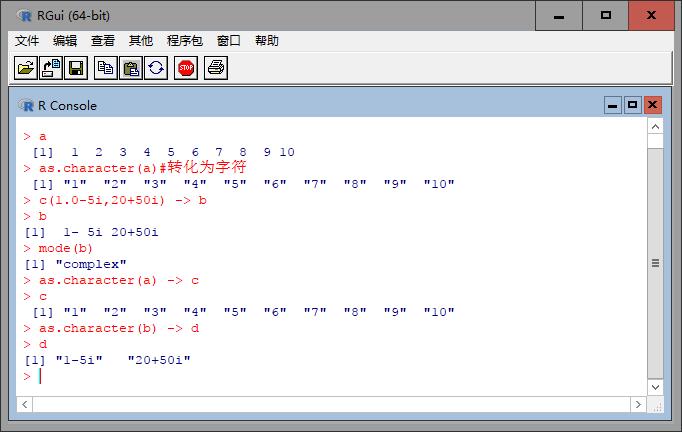 RGui (64-bit)
文件 编辑 查看 其他 程序包 窗口 帮助
STOP
R Console
> a
[1] 1 2 3 4 5 6 7 8 9 10
> as.character(a)#转化为字符
[1] "1" "2" "3" "4" "5" "6" "7" "8" "9" "10"
> c(1.0-5i,20+50i) -> b
> b
[1] 1- 5i 20+50i
> mode(b)
[1] "complex"
> as.character(a) -> c
> c
[1] "1" "2" "3" "4" "5" "6" "7" "8" "9" "10"
> as.character(b) -> d
> d
[1] "1-5i" "20+50i"
>